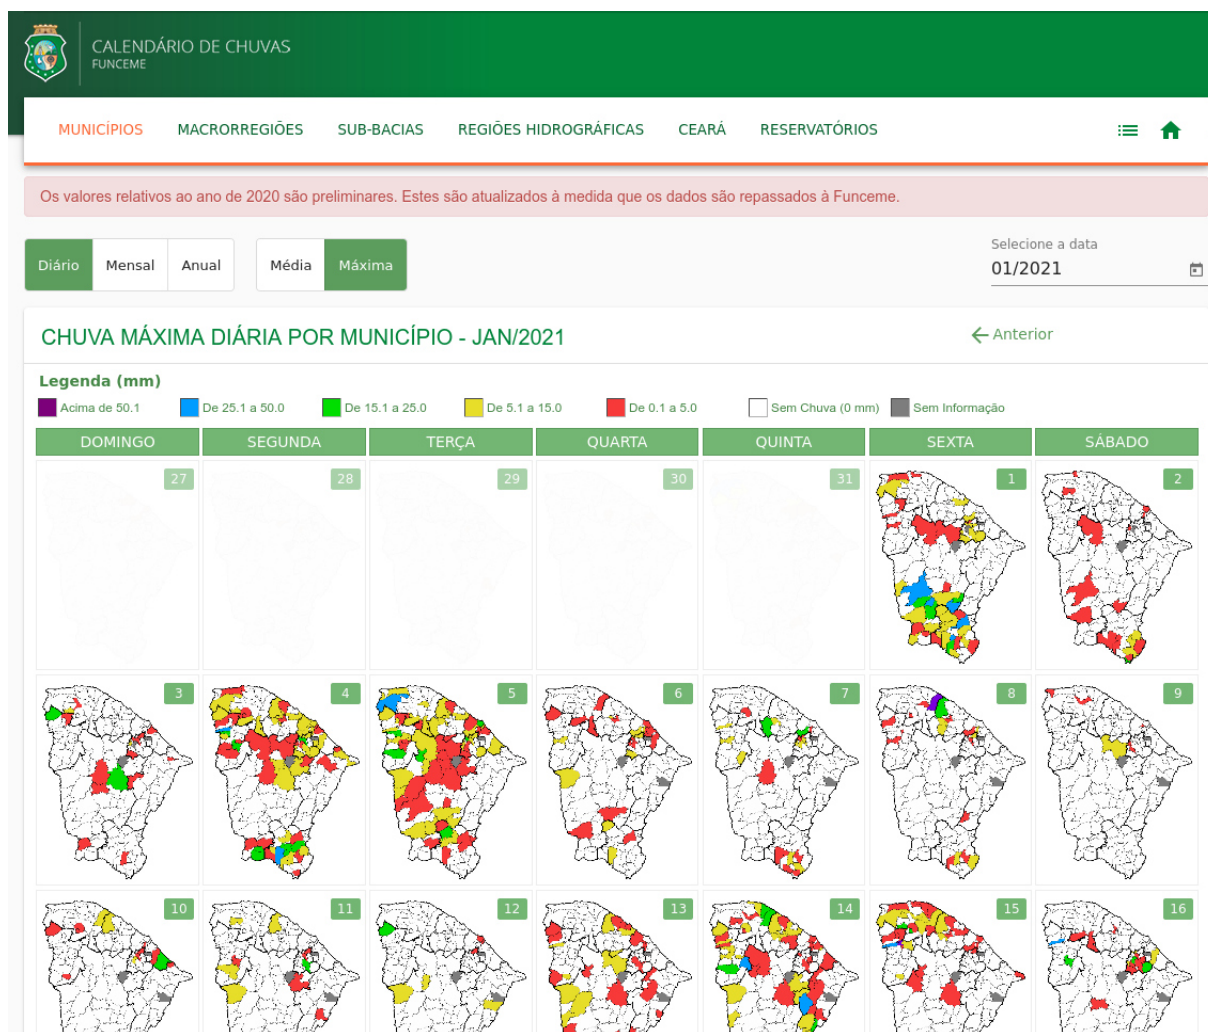 CALENDÁRIO DE CHUVAS
FUNCEME
MUNICÍPIOS MACRORREGIÕES SUB-BACIAS REGIÕES HIDROGRÁFICAS CEARÁ RESERVATÓRIOS
Os valores relativos ao ano de 2020 são preliminares. Estes são atualizados à medida que os dados são repassados à Funceme.
Selecione a data
Diário Mensal Anual Média Máxima 01/2021
CHUVA MÁXIMA DIÁRIA POR MUNICÍPIO - JAN/2021 Anterior
Legenda (mm)
Acima de 50.1 De 25.1 a 50.0 De 15.1 a 25.0 De 5.1 a 15.0 De 0.1 a 5.0 Sem Chuva (0 mm) Sem Informação
DOMINGO SEGUNDA TERÇA QUARTA QUINTA SEXTA SÁBADO
27 28 29 30 31 1 2
3 4 5 6 7 8 9
10 11 12 13 14 15 16